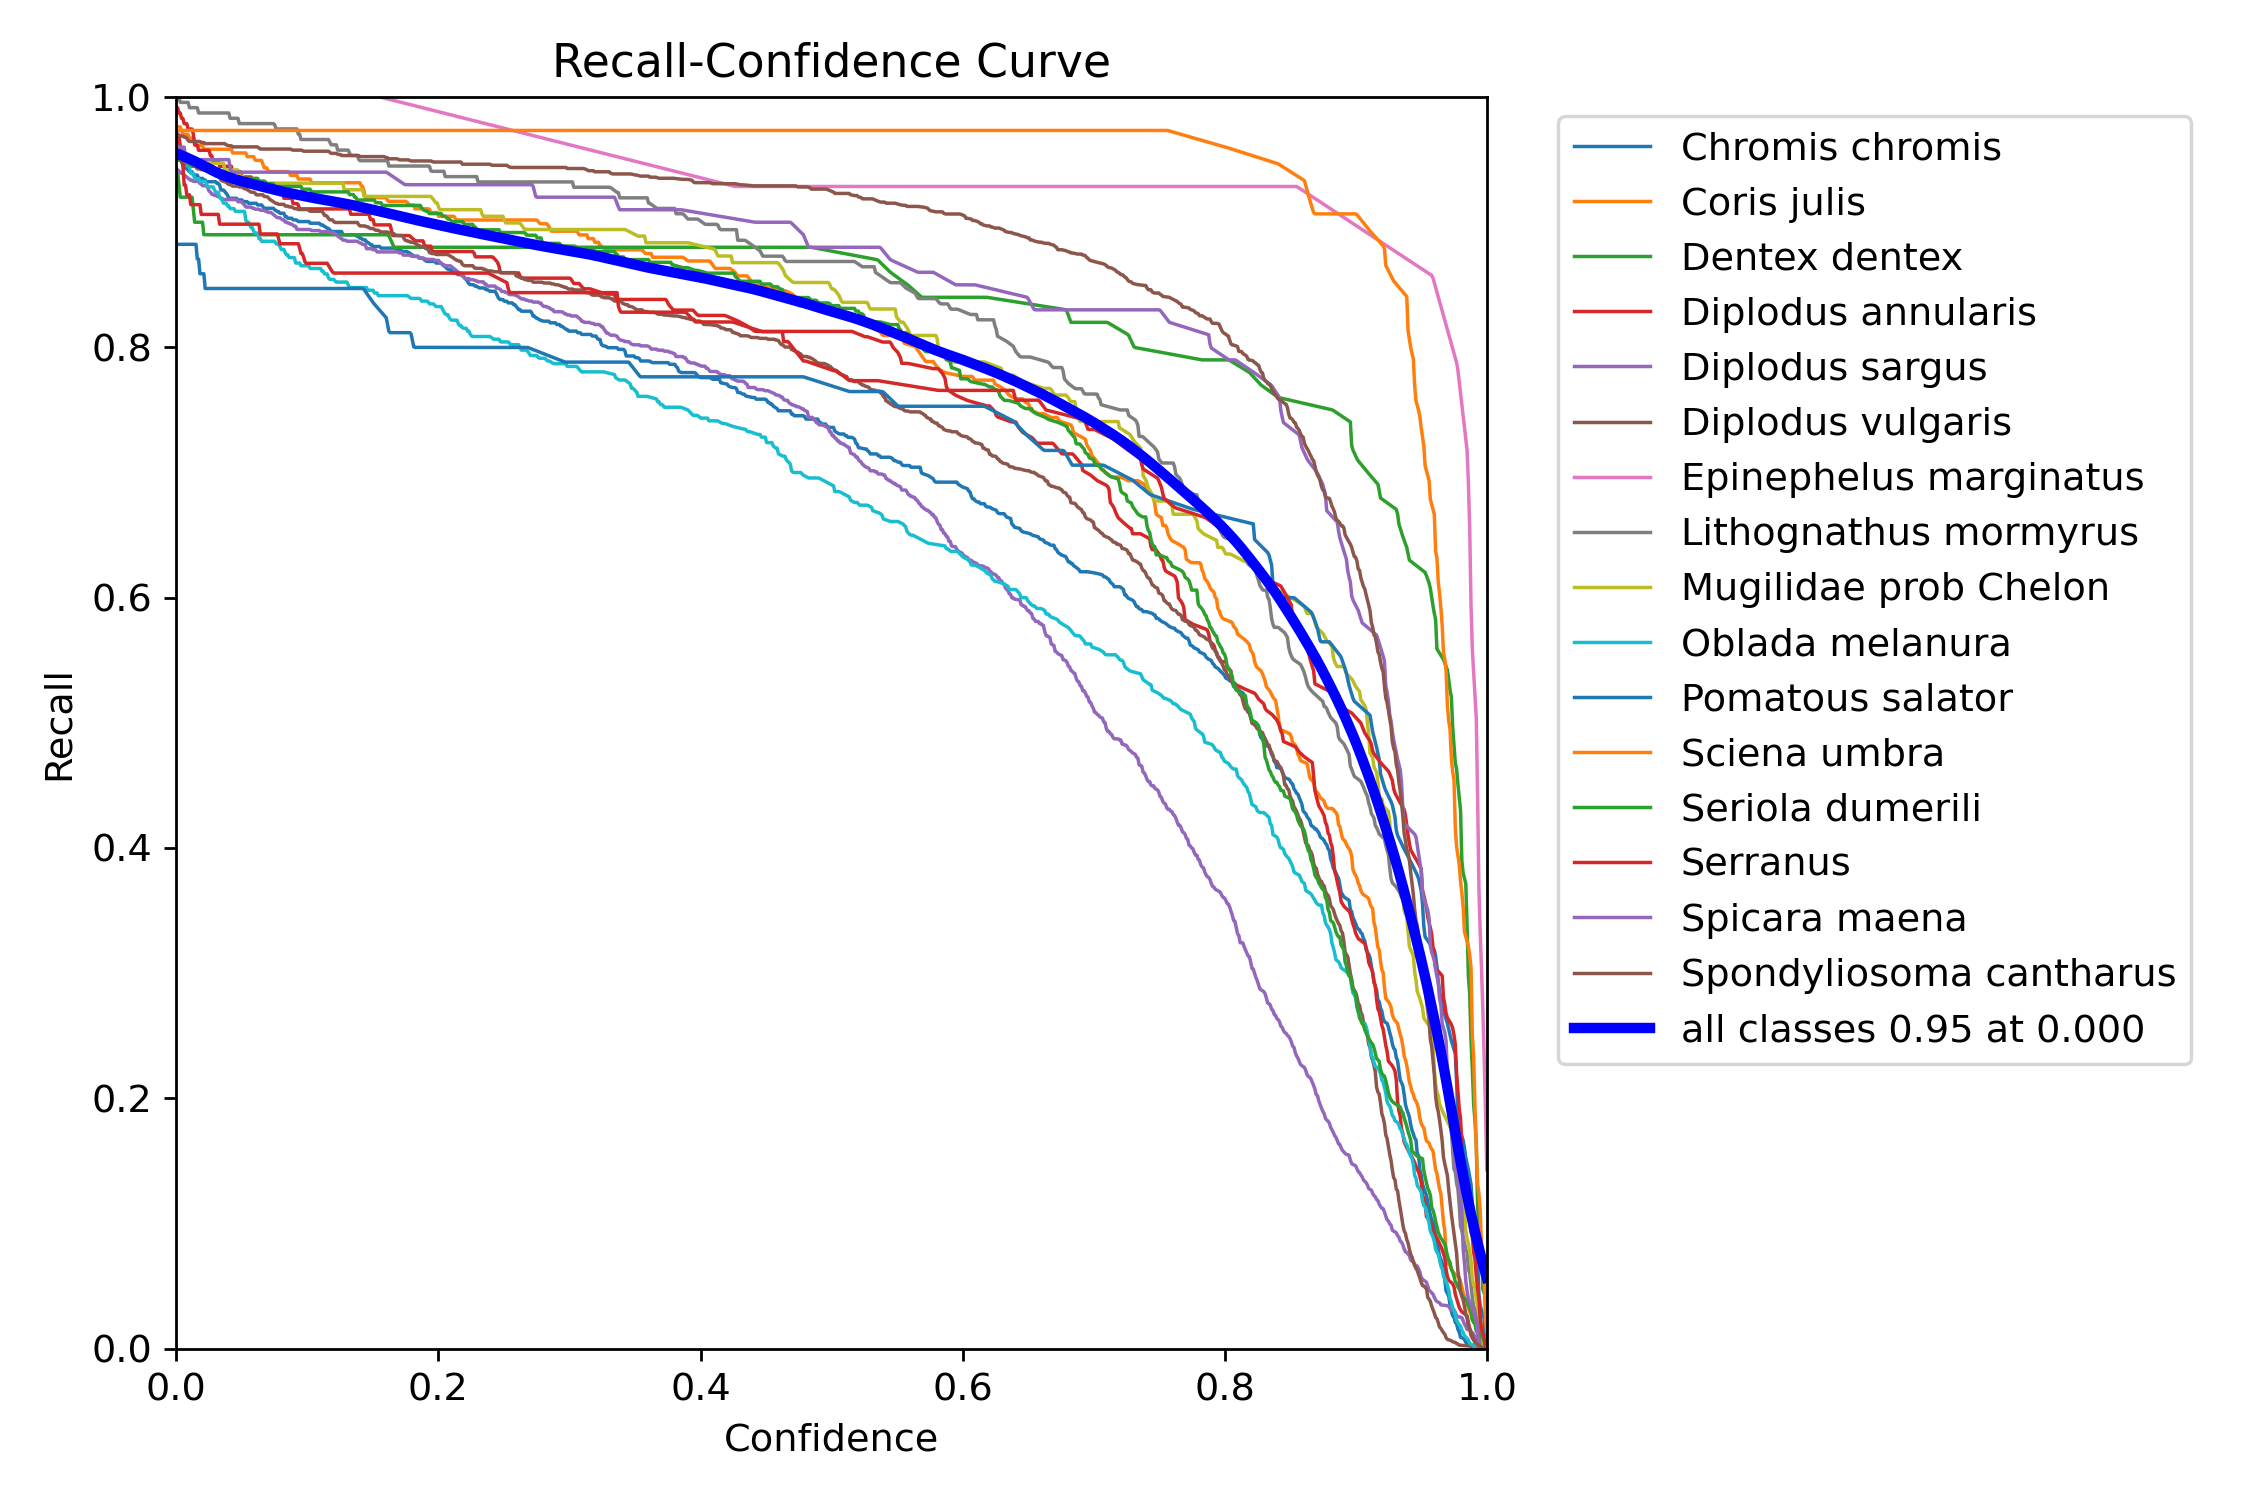 Recall-Confidence Curve
1.0
0.8
0.6
0.4
0.2
0.0
Recall
0.0 0.2 0.4 0.6 0.8 1.0
Confidence
Chromis chromis
Coris julis
Dentex dentex
Diplodus annularis
Diplodus sargus
Diplodus vulgaris
Epinephelus marginatus
Lithognathus mormyrus
Mugilidae prob Chelon
Oblada melanura
Pomatous salator
Sciena umbra
Seriola dumerili
Serranus
Spicara maena
Spondyliosoma cantharus
all classes 0.95 at 0.000